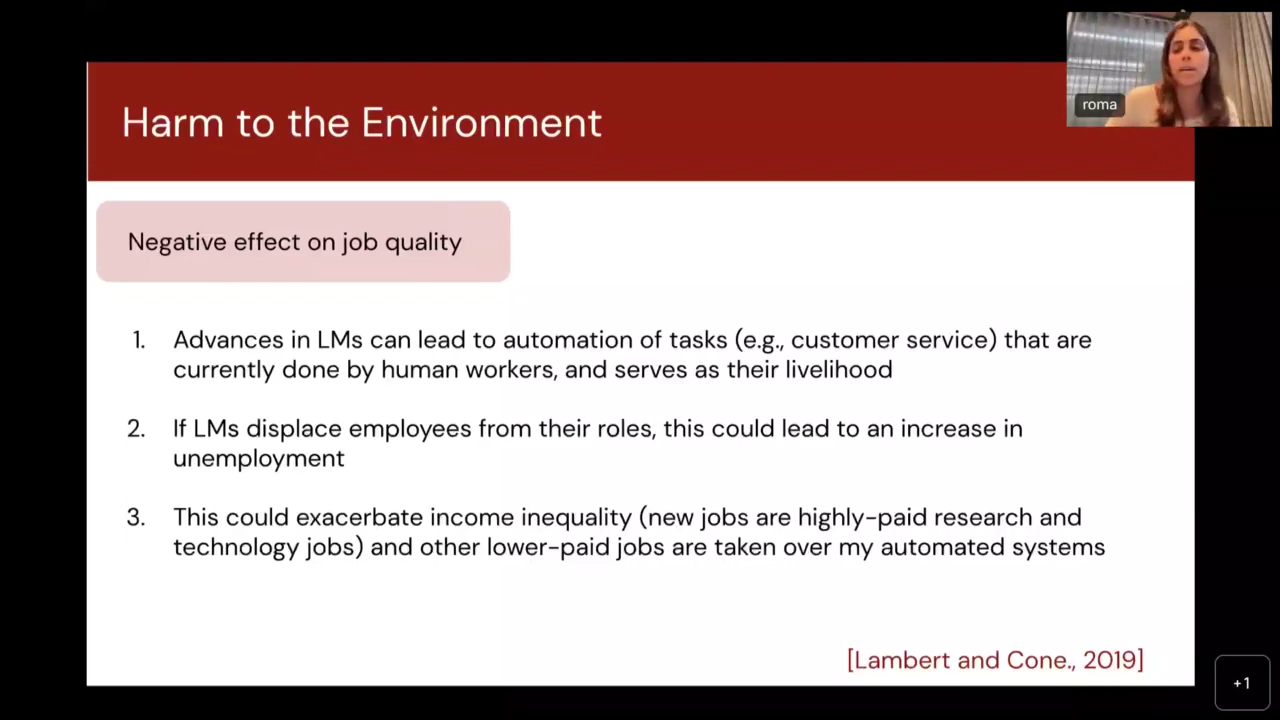 Harm to the Environment
roma
Negative effect on job quality
1. Advances in LMs can lead to automation of tasks (e.g., customer service) that are
currently done by human workers, and serves as their livelihood
2. If LMs displace employees from their roles, this could lead to an increase in
unemployment
3. This could exacerbate income inequality (new jobs are highly-paid research and
technology jobs) and other lower-paid jobs are taken over my automated systems
[Lambert and Cone., 2019]
+1